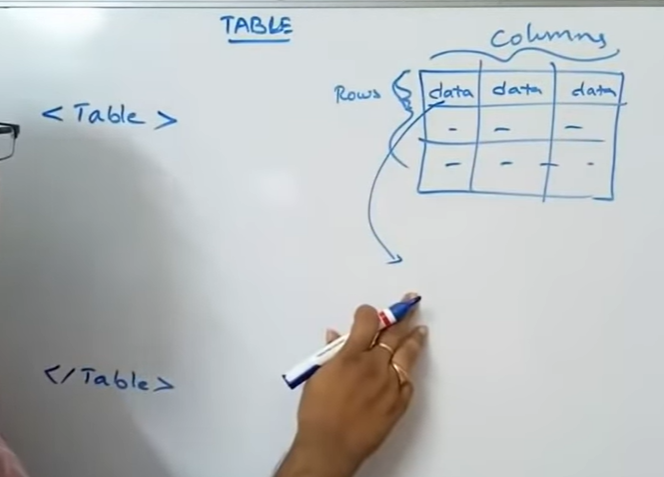 TABLE
Columns
Rows
data data data
- - -
- - - -
<Table>
</Table>